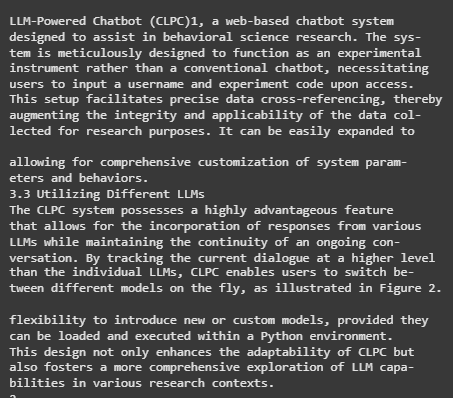 LLM-Powered Chatbot (CLPC)1, a web-based chatbot system
designed to assist in behavioral science research. The sys-
tem is meticulously designed to function as an experimental
instrument rather than a conventional chatbot, necessitating
users to input a username and experiment code upon access.
This setup facilitates precise data cross-referencing, thereby
augmenting the integrity and applicability of the data col-
lected for research purposes. It can be easily expanded to
allowing for comprehensive customization of system param-
eters and behaviors.
3.3 Utilizing Different LLMs
The CLPC system possesses a highly advantageous feature
that allows for the incorporation of responses from various
LLMs while maintaining the continuity of an ongoing con-
versation. By tracking the current dialogue at a higher level
than the individual LLMs, CLPC enables users to switch be-
tween different models on the fly, as illustrated in Figure 2.
flexibility to introduce new or custom models, provided they
can be loaded and executed within a Python environment.
This design not only enhances the adaptability of CLPC but
also fosters a more comprehensive exploration of LLM capa-
bilities in various research contexts.